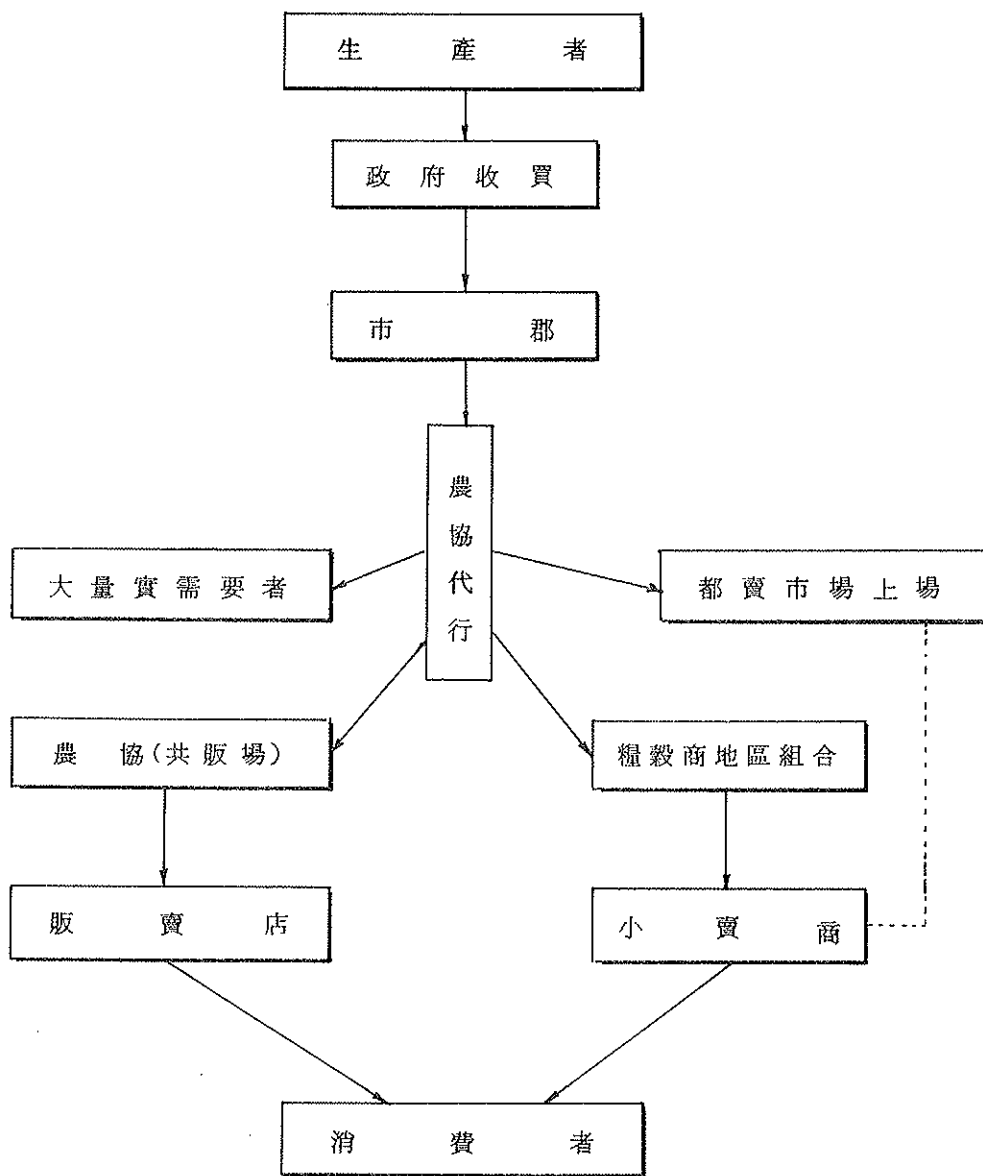 生產者
政府收買
市郡
農協代行
大量實需要者
都賣市場上場
農協(共販場)
糧穀商地區組合
販賣店
小賣商
消費者